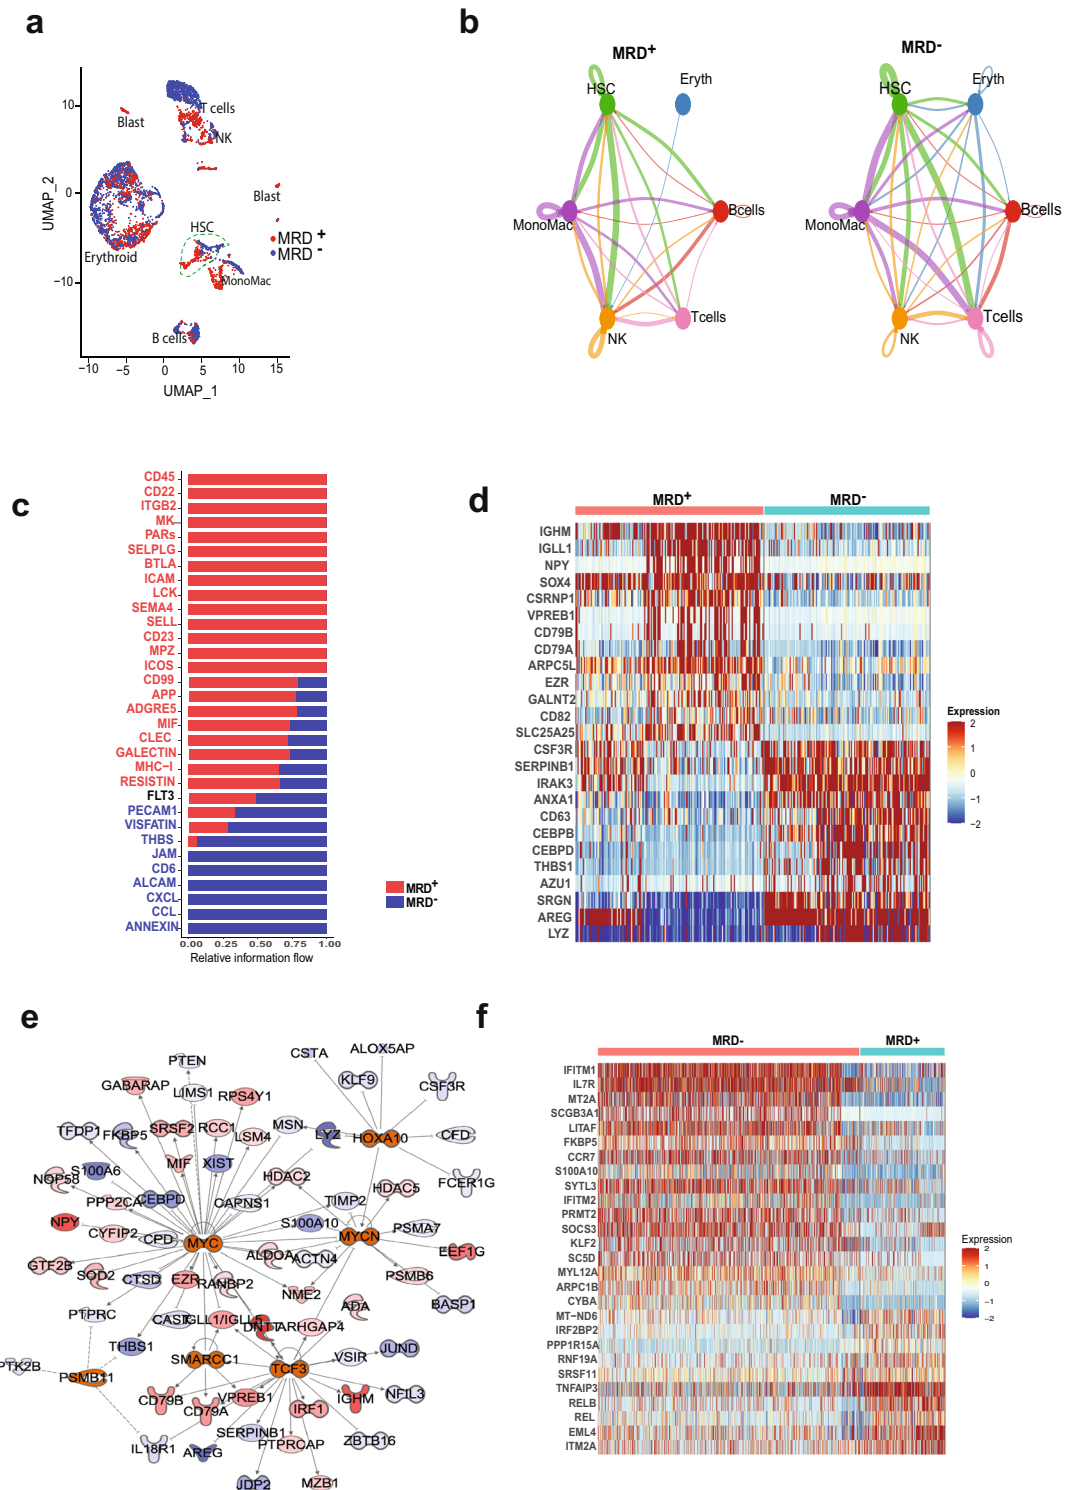 a
10
0
−10
UMAP_2
−10
−5
0
5
10
15
UMAP_1
Blast
T cells
NK
Blast
HSC
MRD +
MRD -
Erythroid
MonoMac
B cells
b
MRD+
HSC
Eryth
MonoMac
Bcells
NK
Tcells
MRD-
HSC
Eryth
MonoMac
Bcells
NK
Tcells
c
CD45
CD22
ITGB2
MK
PARs
SELPLG
BTLA
ICAM
LCK
SEMA4
SELL
CD23
MPZ
ICOS
CD99
APP
ADGRE5
MIF
CLEC
GALECTIN
MHC-I
RESISTIN
FLT3
PECAM1
VISFATIN
THBS
JAM
CD6
ALCAM
CXCL
CCL
ANNEXIN
0.00 0.25 0.50 0.75 1.00
Relative information flow
MRD+
MRD-
d
MRD+
MRD-
IGHM
IGLL1
NPY
SOX4
CSRNP1
VPREB1
CD79B
CD79A
ARPC5L
EZR
GALNT2
CD82
SLC25A25
CSF3R
SERPINB1
IRAK3
ANXA1
CD63
CEBPB
CEBPD
THBS1
AZU1
SRGN
AREG
LYZ
Expression
2
1
0
−1
−2
e
PTEN
CSTA
ALOX5AP
GABARAP
LIMS1
RPS4Y1
KLF9
CSF3R
TFDP1
FKBP5
SRSF2
RCC1
LSM4
MSN
LYZ
HOXA10
CFD
NOP58
S100A6
MIF
XIST
HDAC2
HDAC5
FCER1G
PPP2CA
CEBPD
CAPNS1
TIMP2
NPY
CYFIP2
CPD
MYC
S100A10
MYCN
PSMA7
EEF1G
GTF2B
SOD2
CTSD
EZR
RANBP2
ALDOA
ACTN4
PSMB6
NME2
BASP1
PTPRC
CAST
IGLL1/IGLL5
DNTT
ARHGAP4
ADA
THBS1
SMARCC1
TCF3
VSIR
JUND
PTK2B
PSMB11
CD79B
CD79A
VPREB1
IRF1
IGHM
NFIL3
IL18R1
AREG
SERPINB1
PTPRCAP
ZBTB16
JDP2
MZB1
f
MRD-
MRD+
IFITM1
IL7R
MT2A
SCGB3A1
LITAF
FKBP5
CCR7
S100A10
SYTL3
IFITM2
PRMT2
SOCS3
KLF2
SC5D
MYL12A
ARPC1B
CYBA
MT−ND6
IRF2BP2
PPP1R15A
RNF19A
SRSF11
TNFAIP3
RELB
REL
EML4
ITM2A
Expression
2
1
0
−1
−2